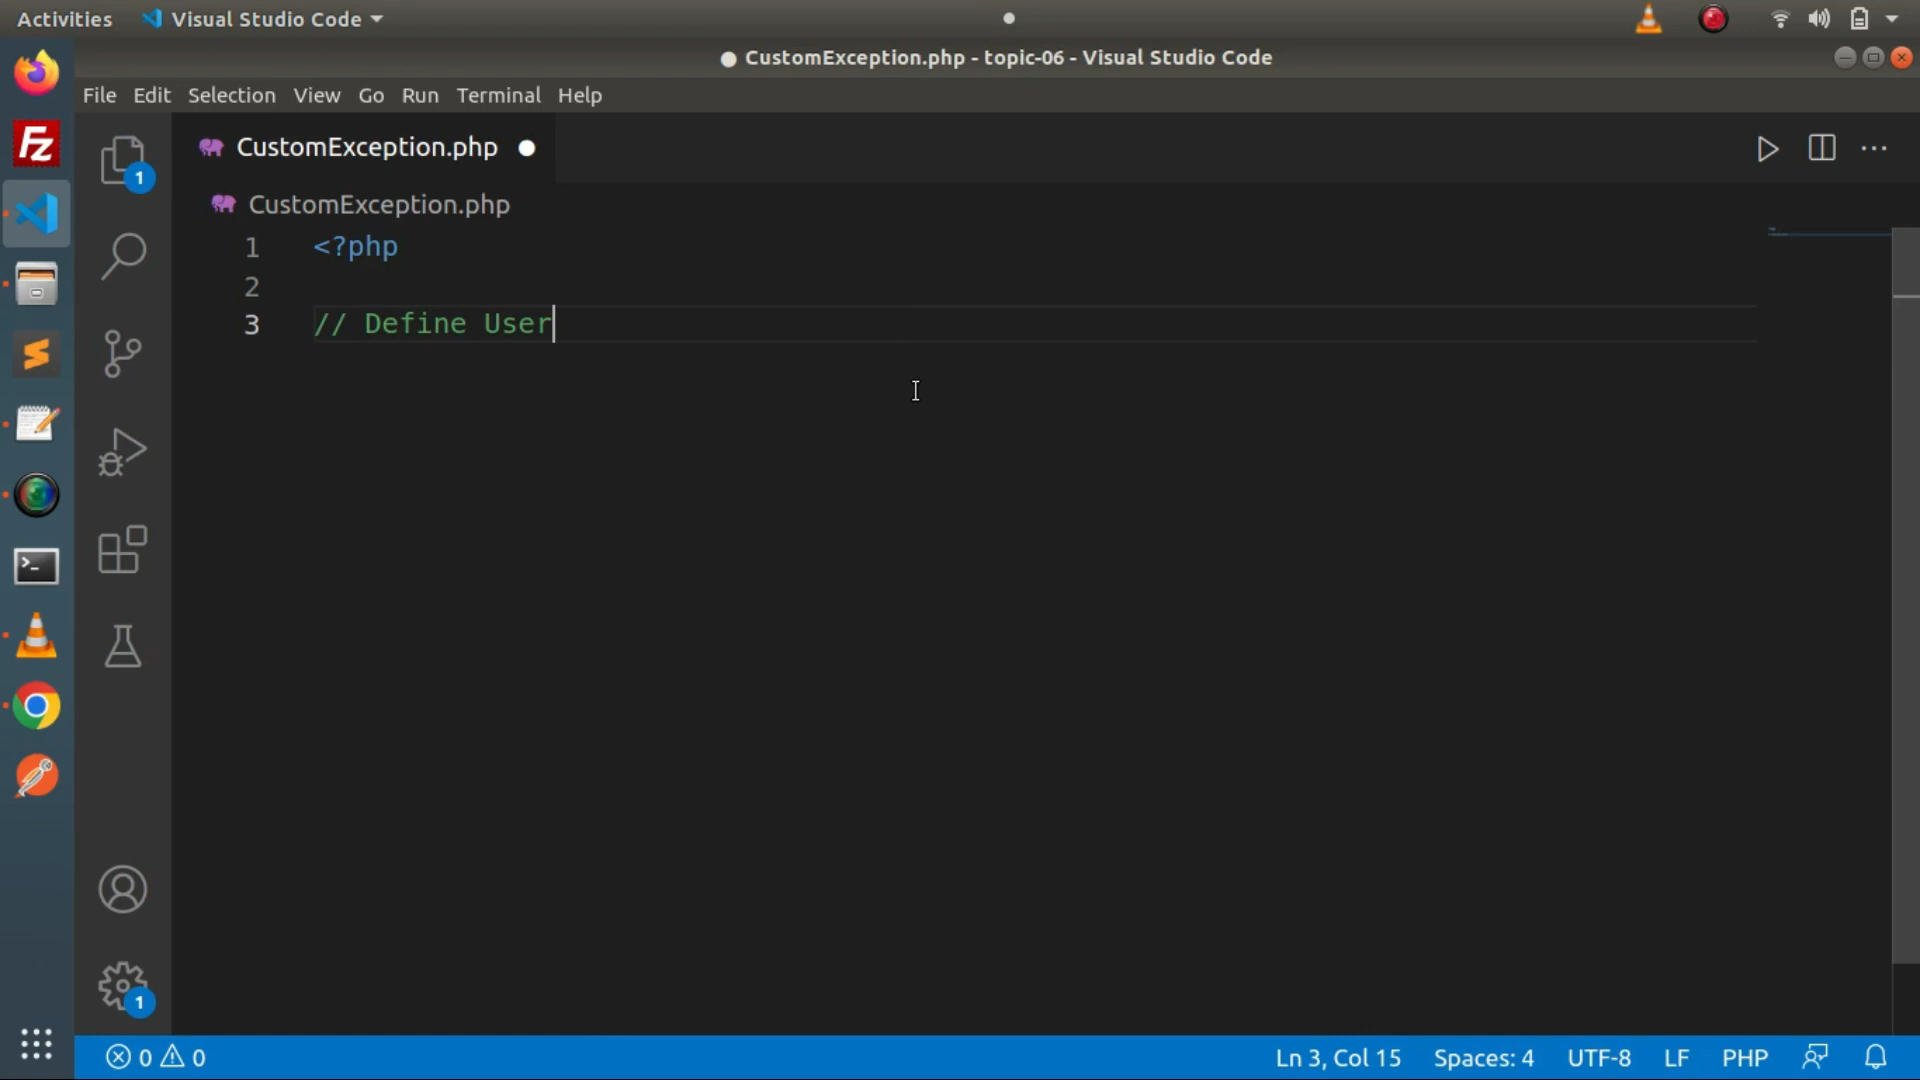 Activities Visual Studio Code
CustomException.php - topic-06 - Visual Studio Code
File Edit Selection View Go Run Terminal Help
CustomException.php
CustomException.php
1 <?php
2
3 // Define User
1
1
0 0
Ln 3, Col 15 Spaces: 4 UTF-8 LF PHP